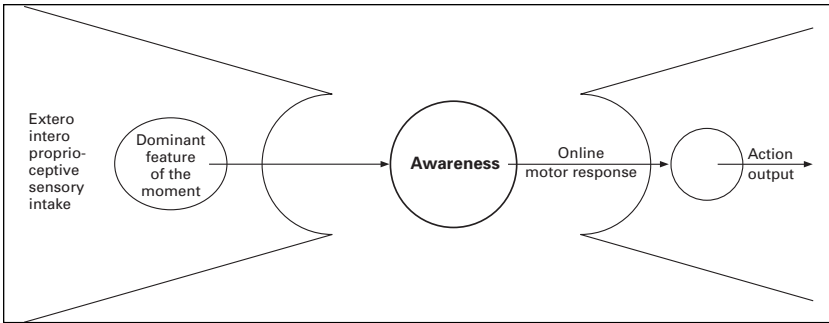 Extero
intero
proprio-
ceptive
sensory
intake
Dominant
feature
of the
moment
Awareness
Online
motor response
Action
output